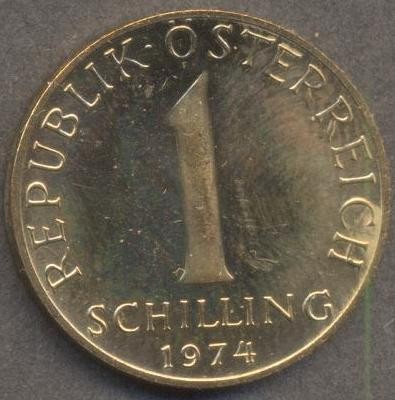 REPUBLIK · ÖSTERREICH
1
SCHILLING
1974